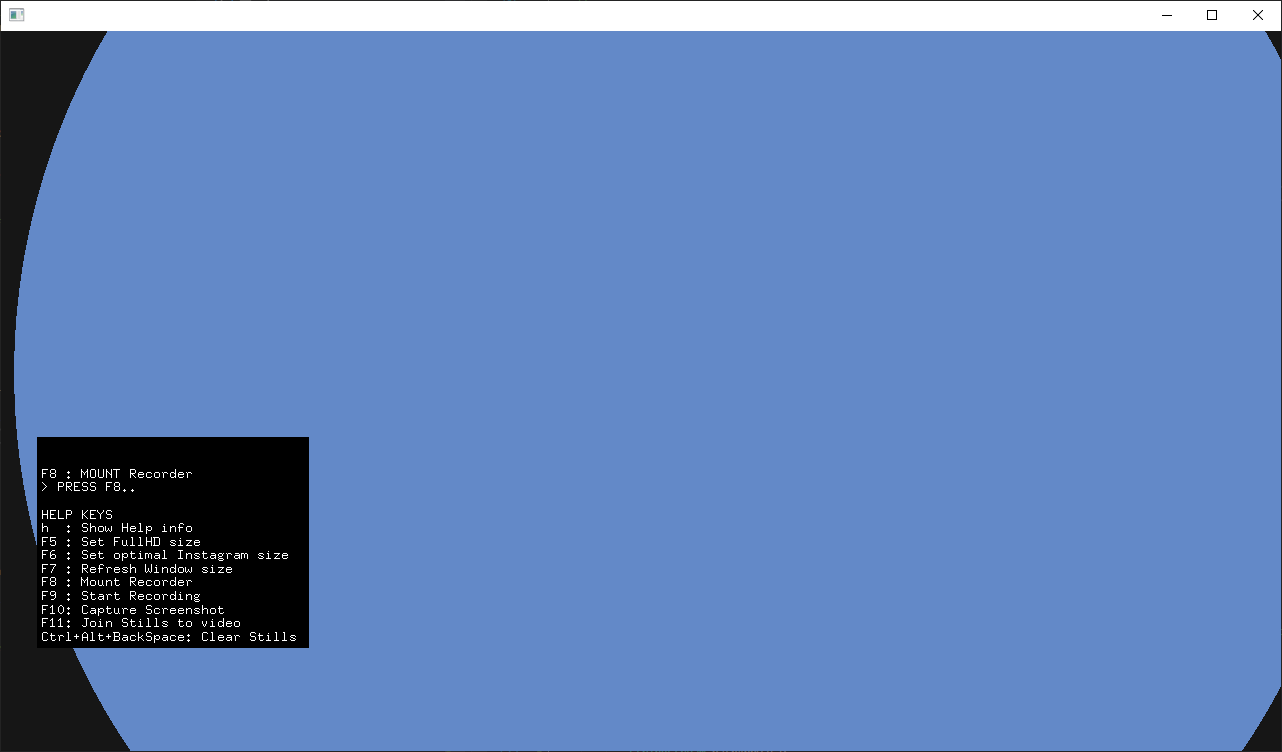 F8 : MOUNT Recorder
> PRESS F8..
HELP KEYS
h  : Show Help info
F5 : Set FullHD size
F6 : Set optimal Instagram size
F7 : Refresh Window size
F8 : Mount Recorder
F9 : Start Recording
F10: Capture Screenshot
F11: Join Stills to video
Ctrl+Alt+BackSpace: Clear Stills